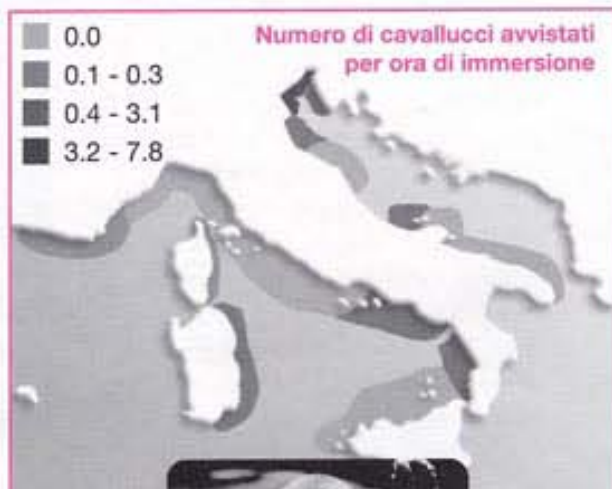 Numero di cavallucci avvistati
per ora di immersione
0.0
0.1 - 0.3
0.4 - 3.1
3.2 - 7.8